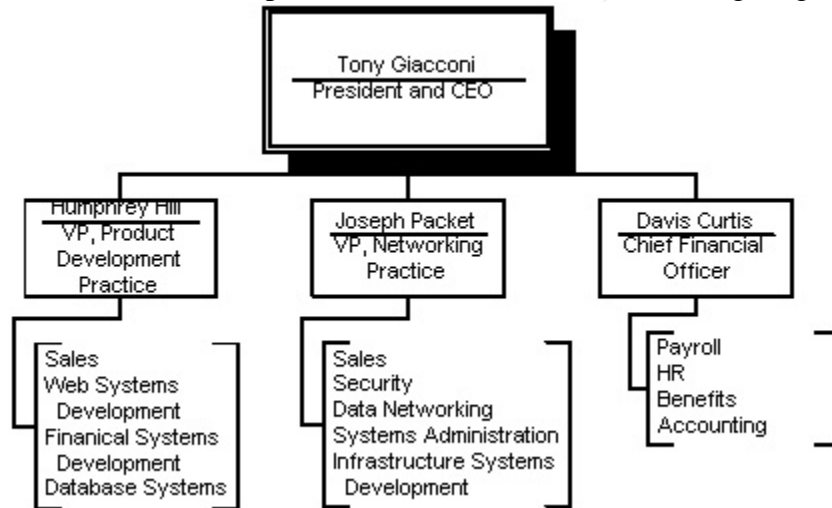 Tony Giacconi
President and CEO
Humphrey Hill
VP, Product
Development
Practice
Joseph Packet
VP, Networking
Practice
Davis Curtis
Chief Financial
Officer
Sales
Web Systems
Development
Finanical Systems
Development
Database Systems
Sales
Security
Data Networking
Systems Administration
Infrastructure Systems
Development
Payroll
HR
Benefits
Accounting